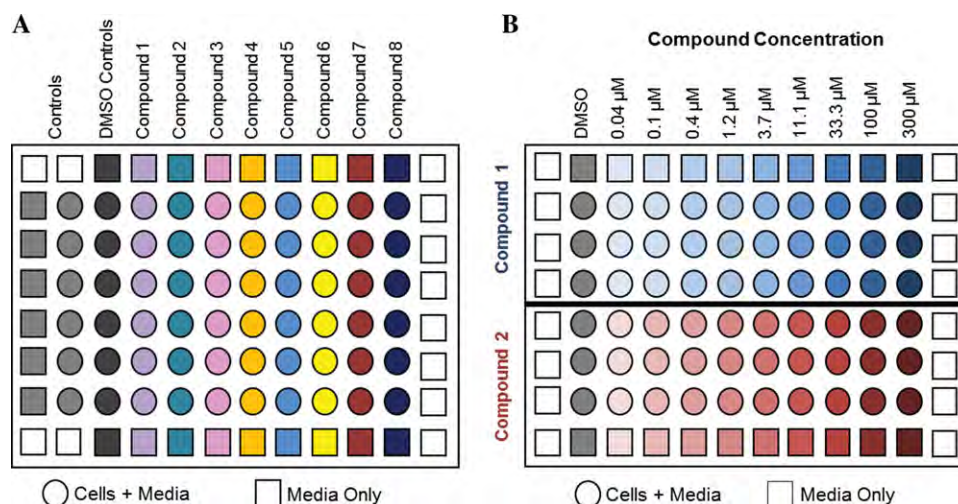 A
Controls
DMSO Controls
Compound 1
Compound 2
Compound 3
Compound 4
Compound 5
Compound 6
Compound 7
Compound 8
Cells + Media
Media Only
B
Compound Concentration
DMSO
0.04 µM
0.1 µM
0.4 µM
1.2 µM
3.7 µM
11.1 µM
33.3 µM
100 µM
300 µM
Compound 1
Compound 2
Cells + Media
Media Only